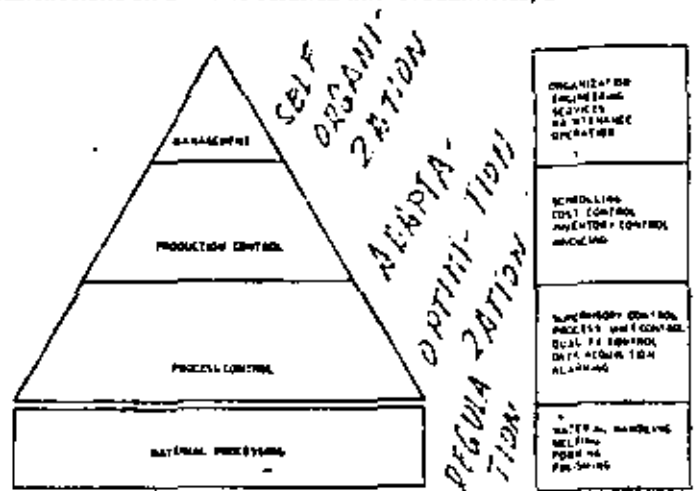 MANAGEMENT
PRODUCTION CONTROL
PROCESS CONTROL
MATERIAL PROCESSING
SELF
ORGANI-
ZATION
ADAPTA-
TION
OPTIMI-
ZATION
REGULA
TION
ORGANIZATION
ENGINEERING
SERVICES
MAINTENANCE
OPERATION
SCHEDULING
COST CONTROL
INVENTORY CONTROL
INVOICING
SUPERVISORY CONTROL
PROCESS UNIT CONTROL
QUALITY CONTROL
DATA ACQUISITION
ALARMING
MATERIAL HANDLING
MELTING
FORMING
FINISHING